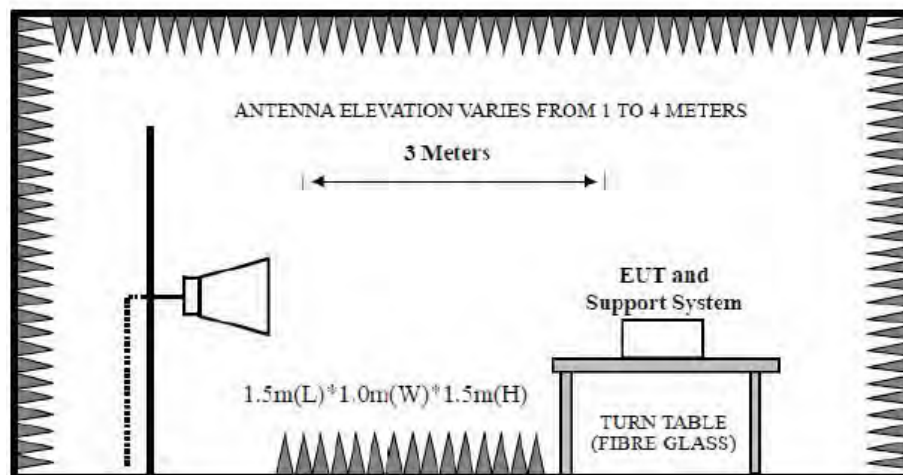 ANTENNA ELEVATION VARIES FROM 1 TO 4 METERS
3 Meters
EUT and
Support System
1.5m(L)*1.0m(W)*1.5m(H)
TURN TABLE
(FIBRE GLASS)